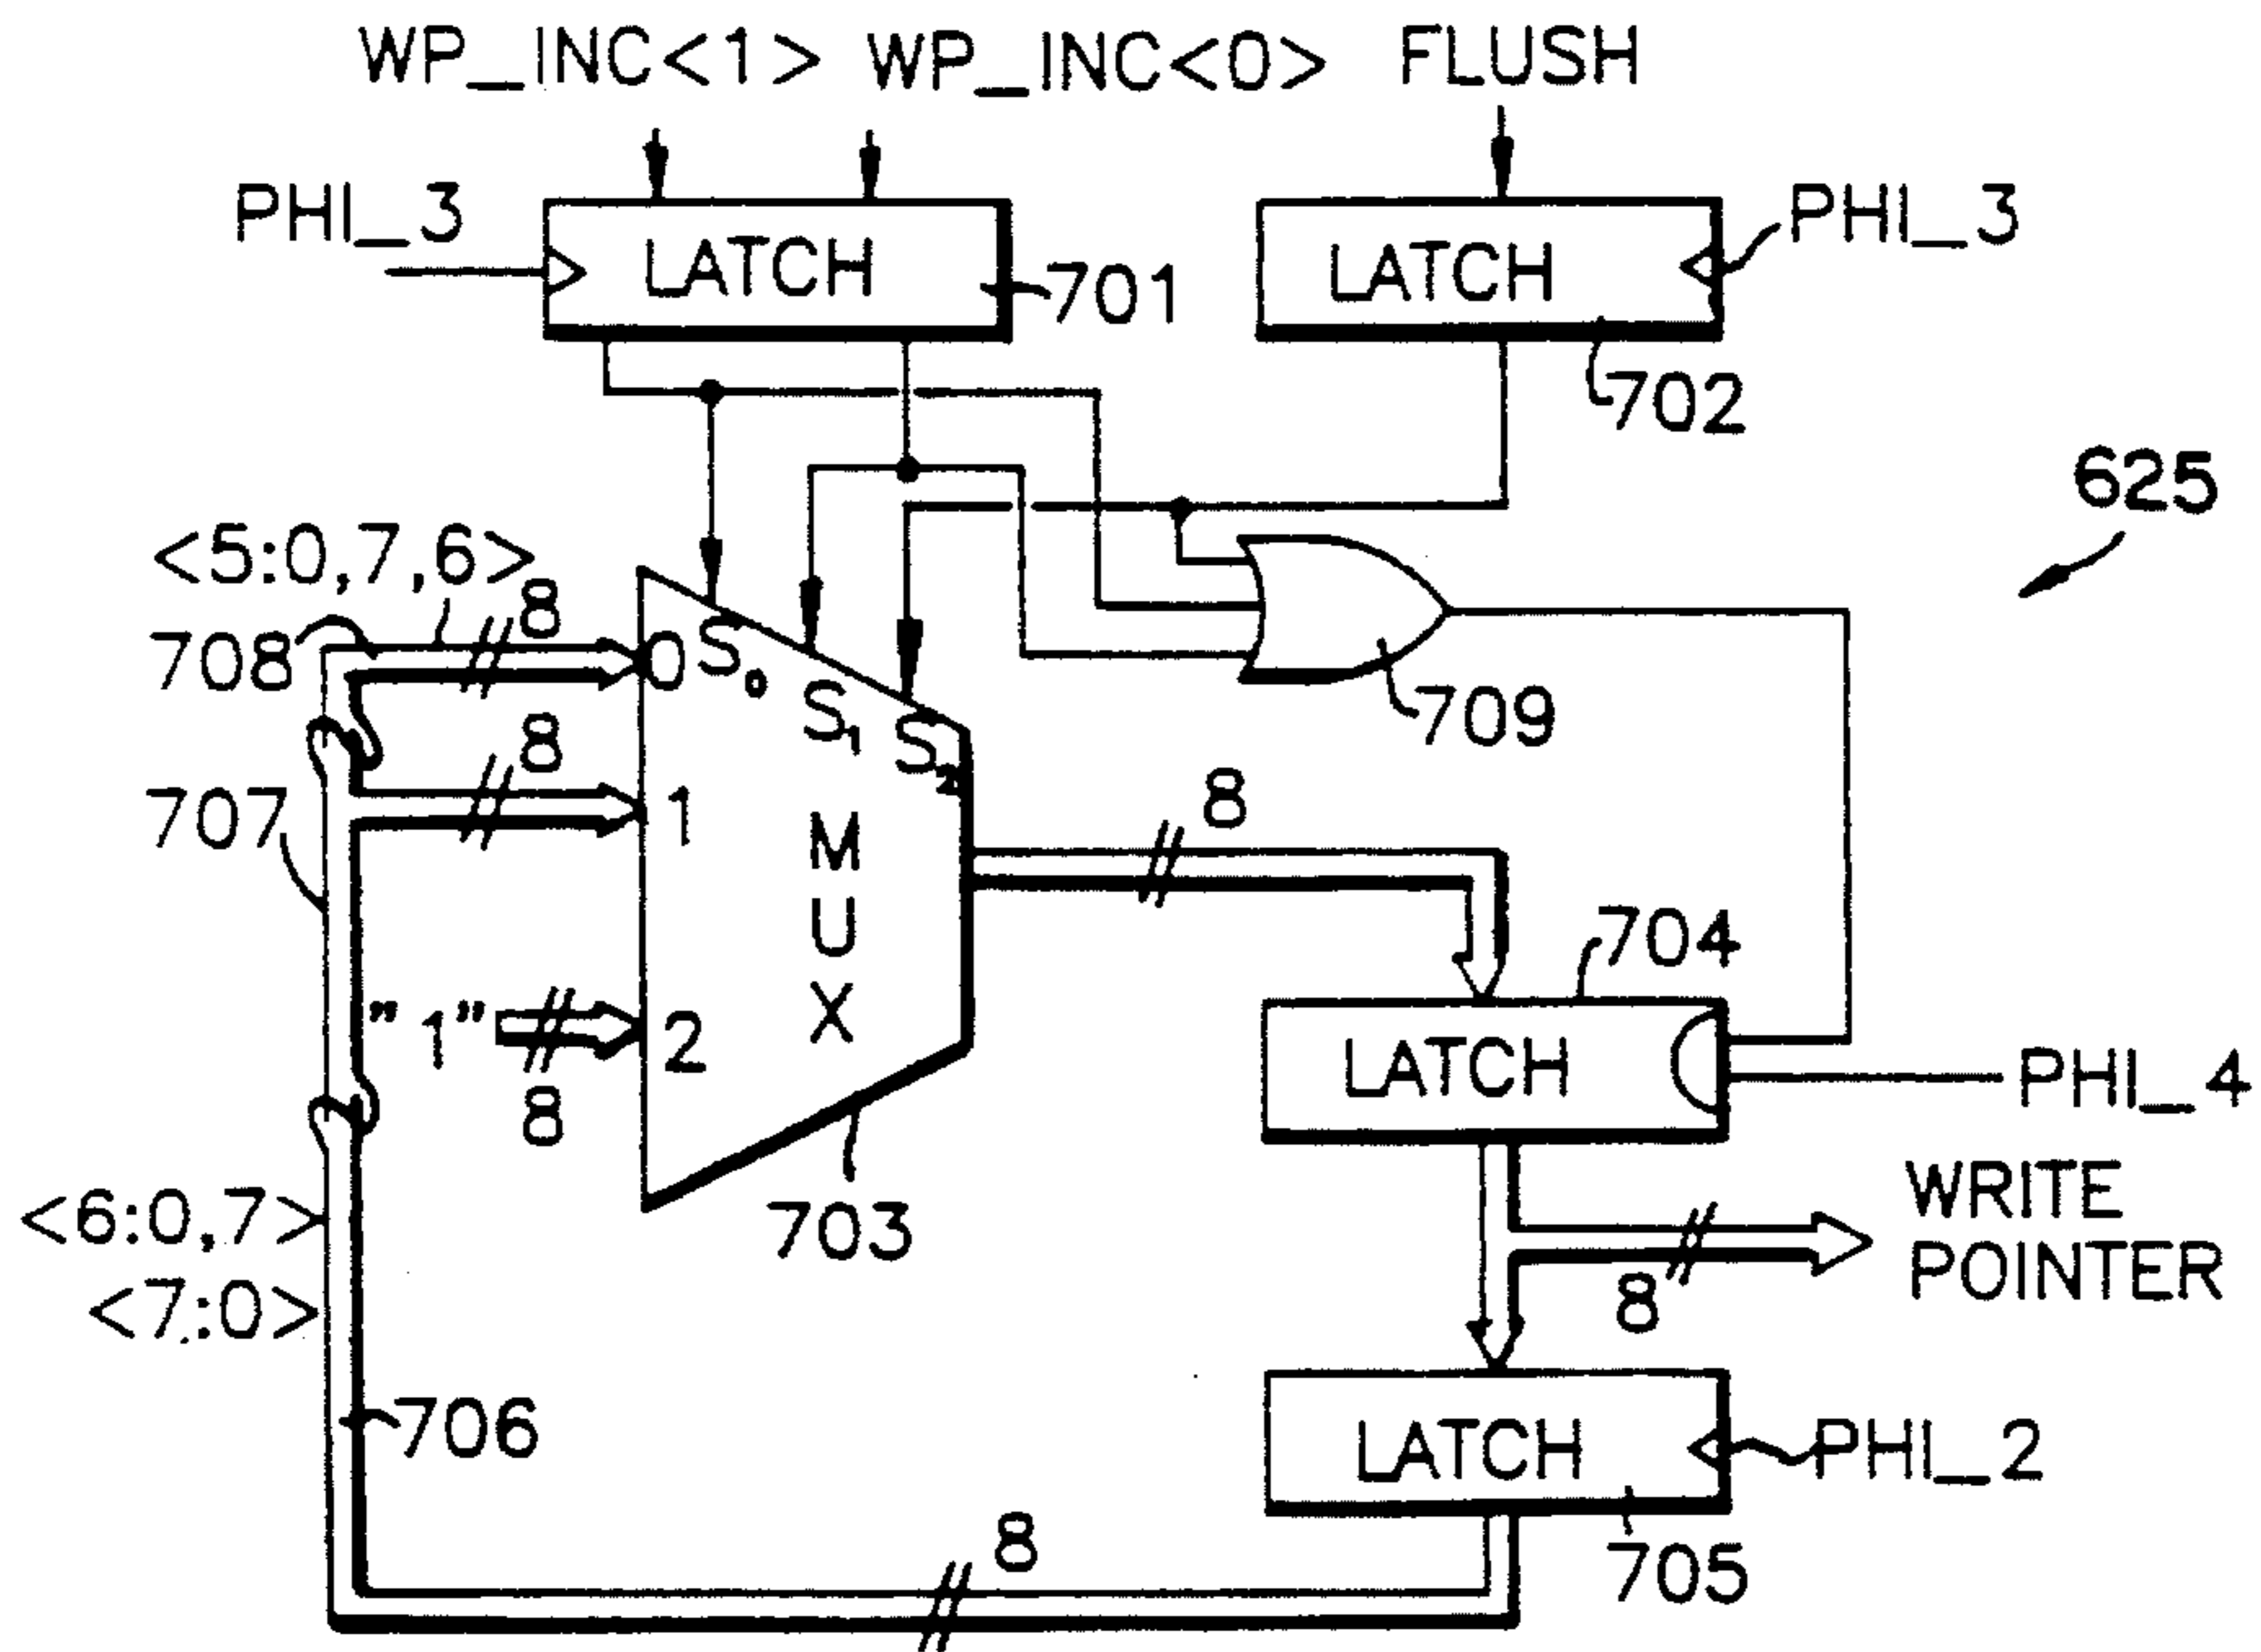 WP_INC<1> WP_INC<0> FLUSH
PHI_3
LATCH
701
LATCH
PHI_3
702
625
<5:0,7,6>
8
708
0
S₀
S₁
S₂
709
8
707
1
MUX
8
704
"1"
2
8
LATCH
PHI_4
703
<6:0,7>
<7:0>
WRITE
POINTER
8
706
LATCH
PHI_2
705
8